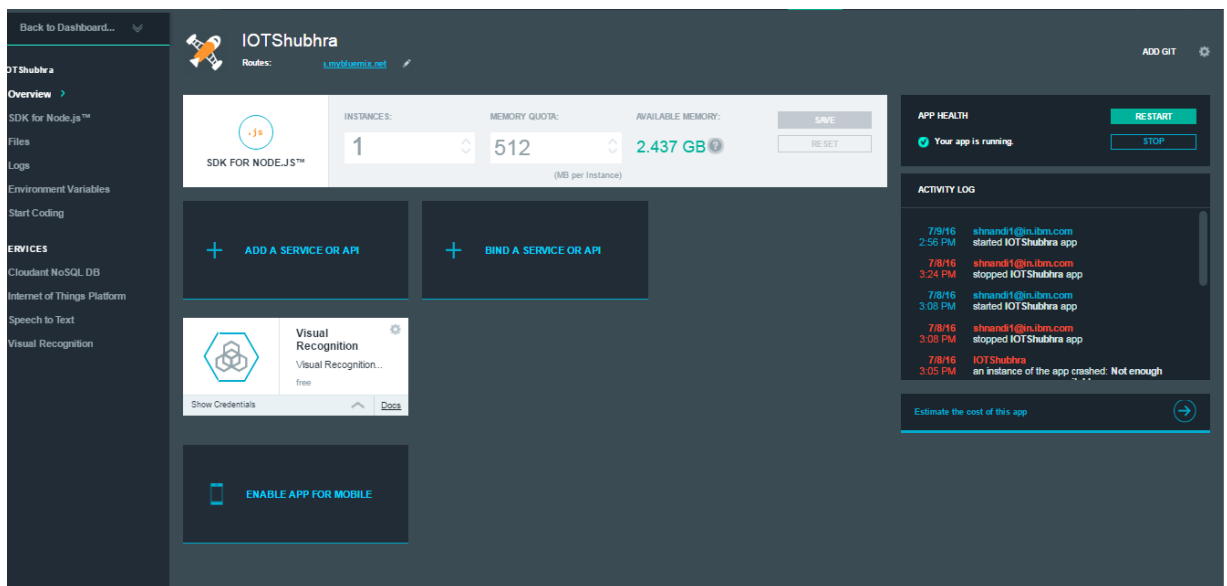 Back to Dashboard...
OTShubhra
Overview >
SDK for Node.js™
Files
Logs
Environment Variables
Start Coding
ERVICES
Cloudant NoSQL DB
Internet of Things Platform
Speech to Text
Visual Recognition
IOTShubhra
Routes: .mybluemix.net
ADD GIT
.js
SDK FOR NODE.JS™
INSTANCES:
1
MEMORY QUOTA:
512
(MB per Instance)
AVAILABLE MEMORY:
2.437 GB ?
SAVE
RESET
ADD A SERVICE OR API
BIND A SERVICE OR API
Visual
Recognition
Visual Recognition...
free
Show Credentials
Docs
ENABLE APP FOR MOBILE
APP HEALTH
RESTART
Your app is running.
STOP
ACTIVITY LOG
7/9/16 shnandi1@in.ibm.com
2:56 PM started IOTShubhra app
7/8/16 shnandi1@in.ibm.com
3:24 PM stopped IOTShubhra app
7/8/16 shnandi1@in.ibm.com
3:08 PM started IOTShubhra app
7/8/16 shnandi1@in.ibm.com
3:08 PM stopped IOTShubhra app
7/8/16 IOTShubhra
3:05 PM an instance of the app crashed: Not enough
Estimate the cost of this app